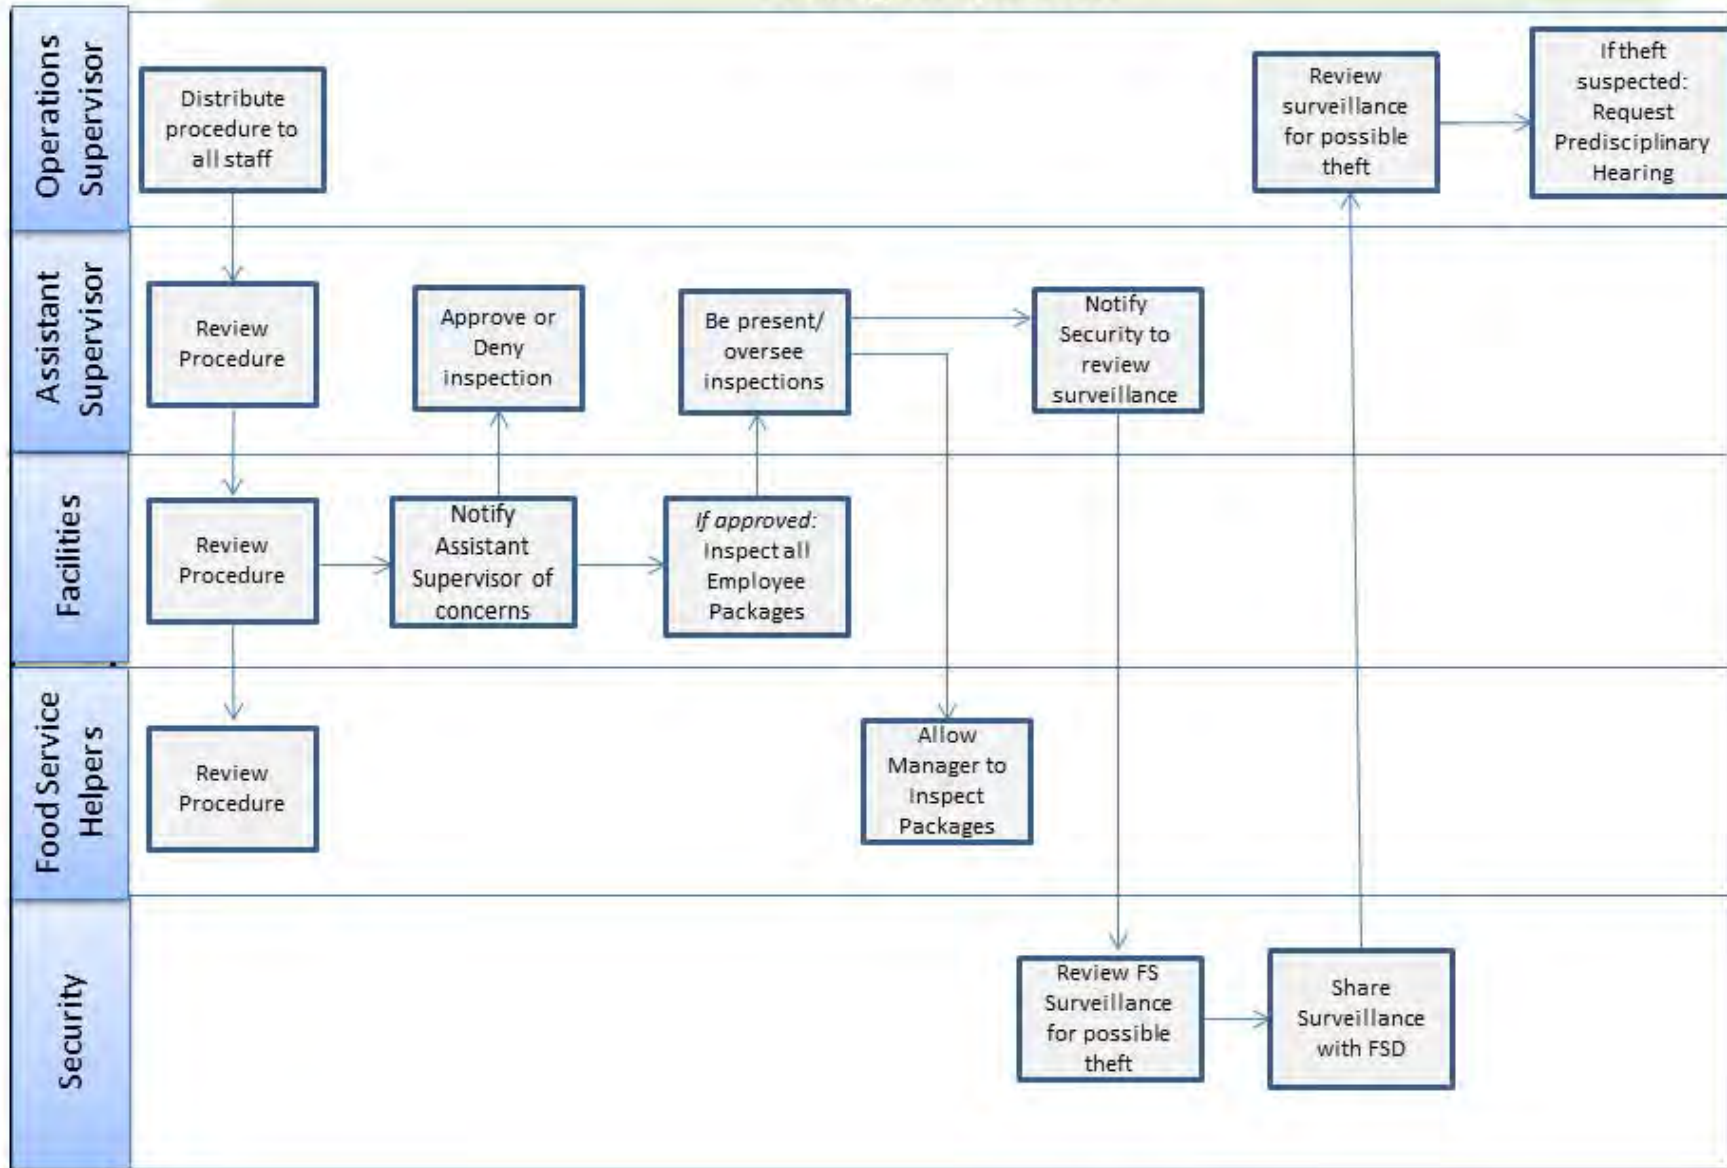 Operations
Supervisor
Distribute
procedure to
all staff
Review
surveillance
for possible
theft
If theft
suspected:
Request
Predisciplinary
Hearing
Assistant
Supervisor
Review
Procedure
Approve or
Deny
inspection
Be present/
oversee
inspections
Notify
Security to
review
surveillance
Facilities
Review
Procedure
Notify
Assistant
Supervisor of
concerns
If approved:
Inspect all
Employee
Packages
Food Service
Helpers
Review
Procedure
Allow
Manager to
Inspect
Packages
Security
Review FS
Surveillance
for possible
theft
Share
Surveillance
with FSD